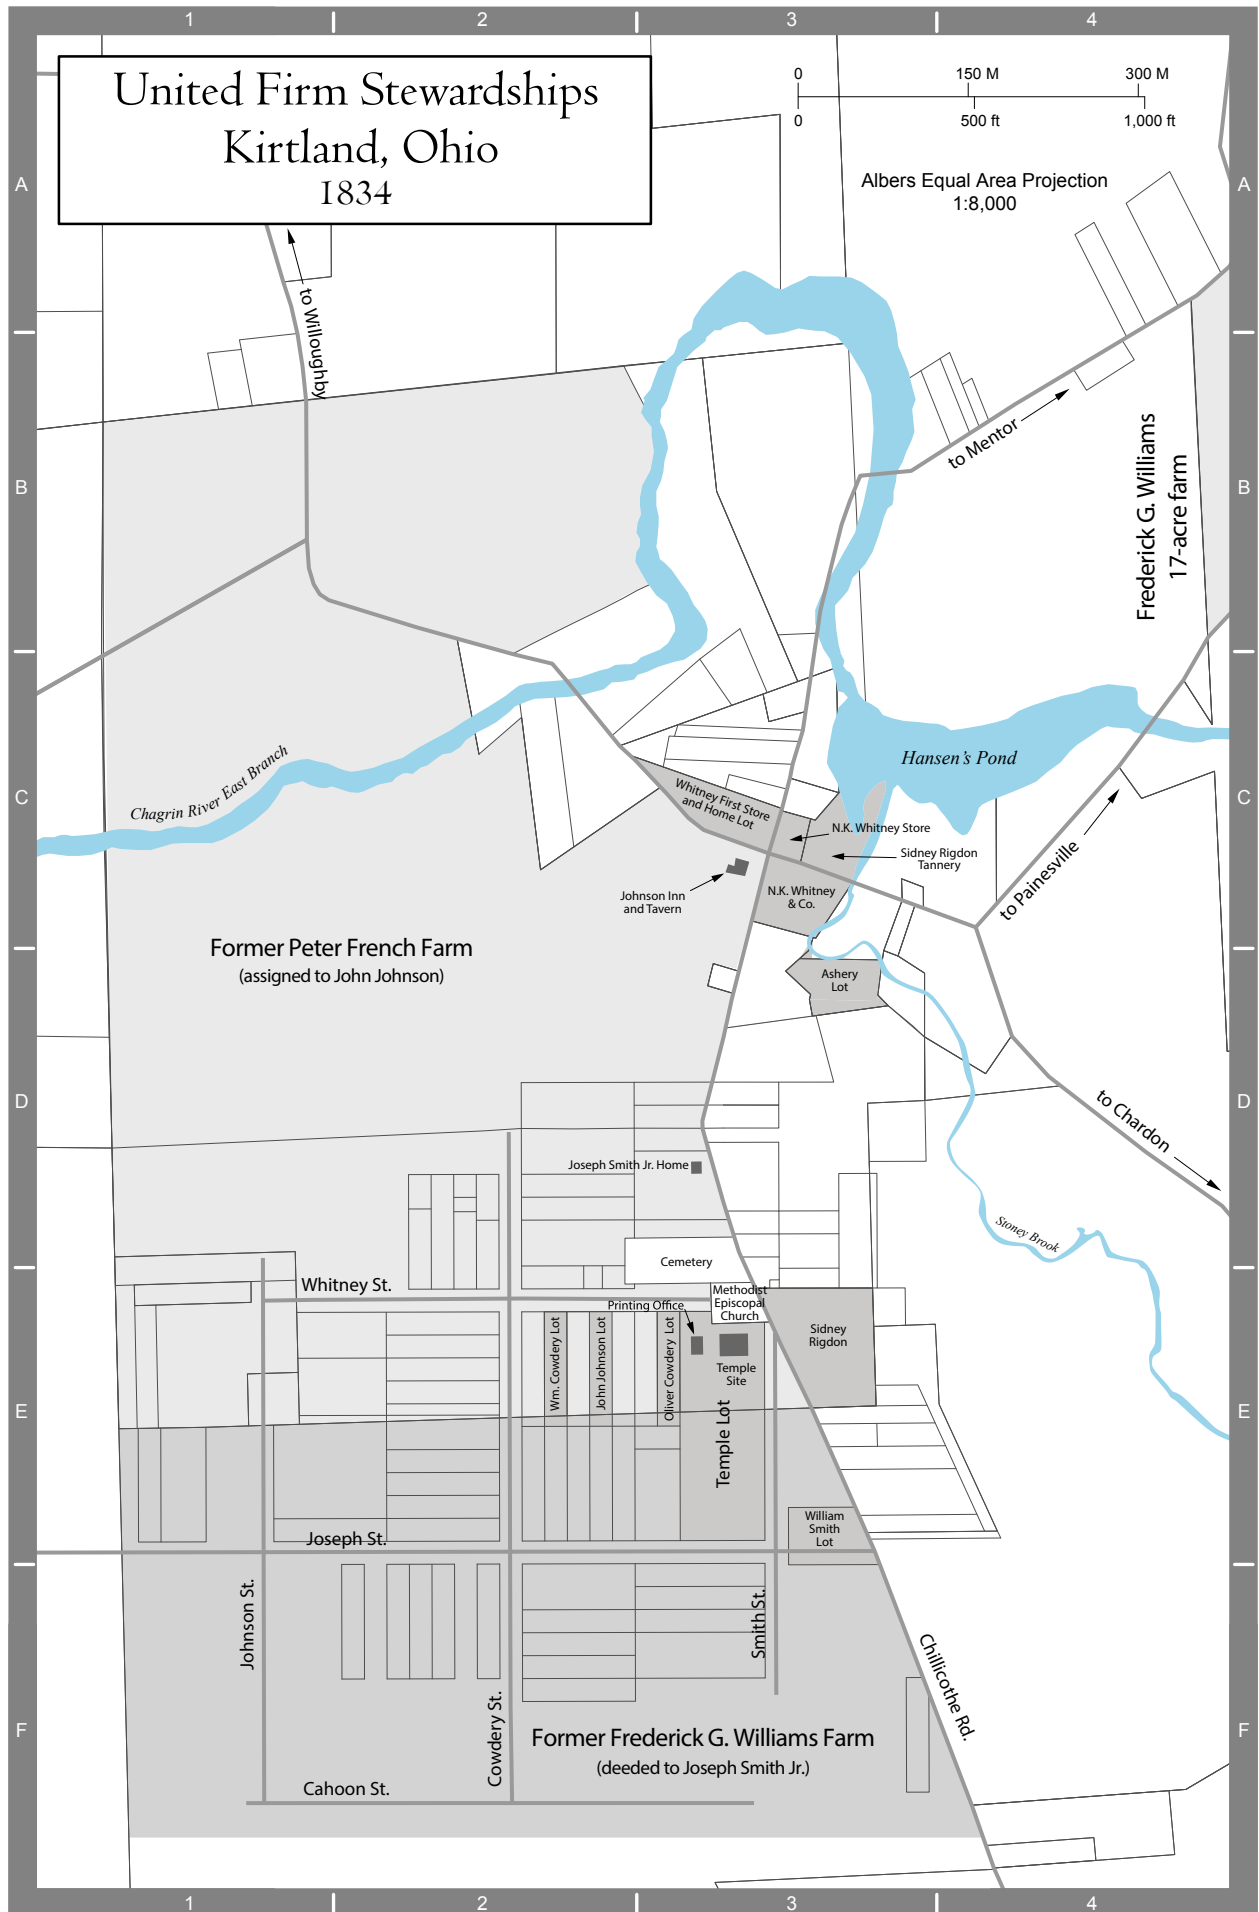 1 2 3 4
United Firm Stewardships
Kirtland, Ohio
1834
0 150 M 300 M
0 500 ft 1,000 ft
Albers Equal Area Projection
1:8,000
A A
to Willoughby
to Mentor
B B
Frederick G. Williams
17-acre farm
Chagrin River East Branch
Hansen's Pond
C C
Whitney First Store
and Home Lot
N.K. Whitney Store
Sidney Rigdon
Tannery
to Painesville
Johnson Inn
and Tavern
N.K. Whitney
& Co.
Former Peter French Farm
(assigned to John Johnson)
Ashery
Lot
D D
to Chardon
Joseph Smith Jr. Home
Stoney Brook
Cemetery
Whitney St.
Methodist
Episcopal
Church
Printing Office
Sidney
Rigdon
Wm. Cowdery Lot
John Johnson Lot
Oliver Cowdery Lot
Temple
Site
Temple Lot
E E
William
Smith
Lot
Joseph St.
Johnson St.
Smith St.
Chillicothe Rd.
Cowdery St.
F F
Former Frederick G. Williams Farm
(deeded to Joseph Smith Jr.)
Cahoon St.
1 2 3 4